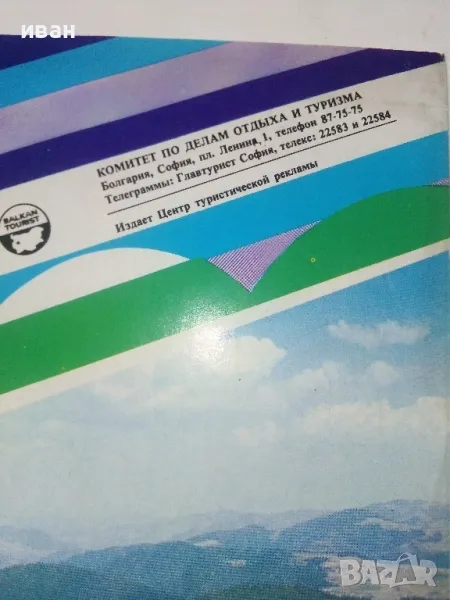 иван
КОМИТЕТ ПО ДЕЛАМ ОТДЫХА И ТУРИЗМА
Болгария, София, пл. Ленина, 1, телефон 87-75-75
Телеграммы: Главтурист София, телекс: 22583 и 22584
Издает Центр туристической рекламы
BALKAN
TOURIST
BAZAR